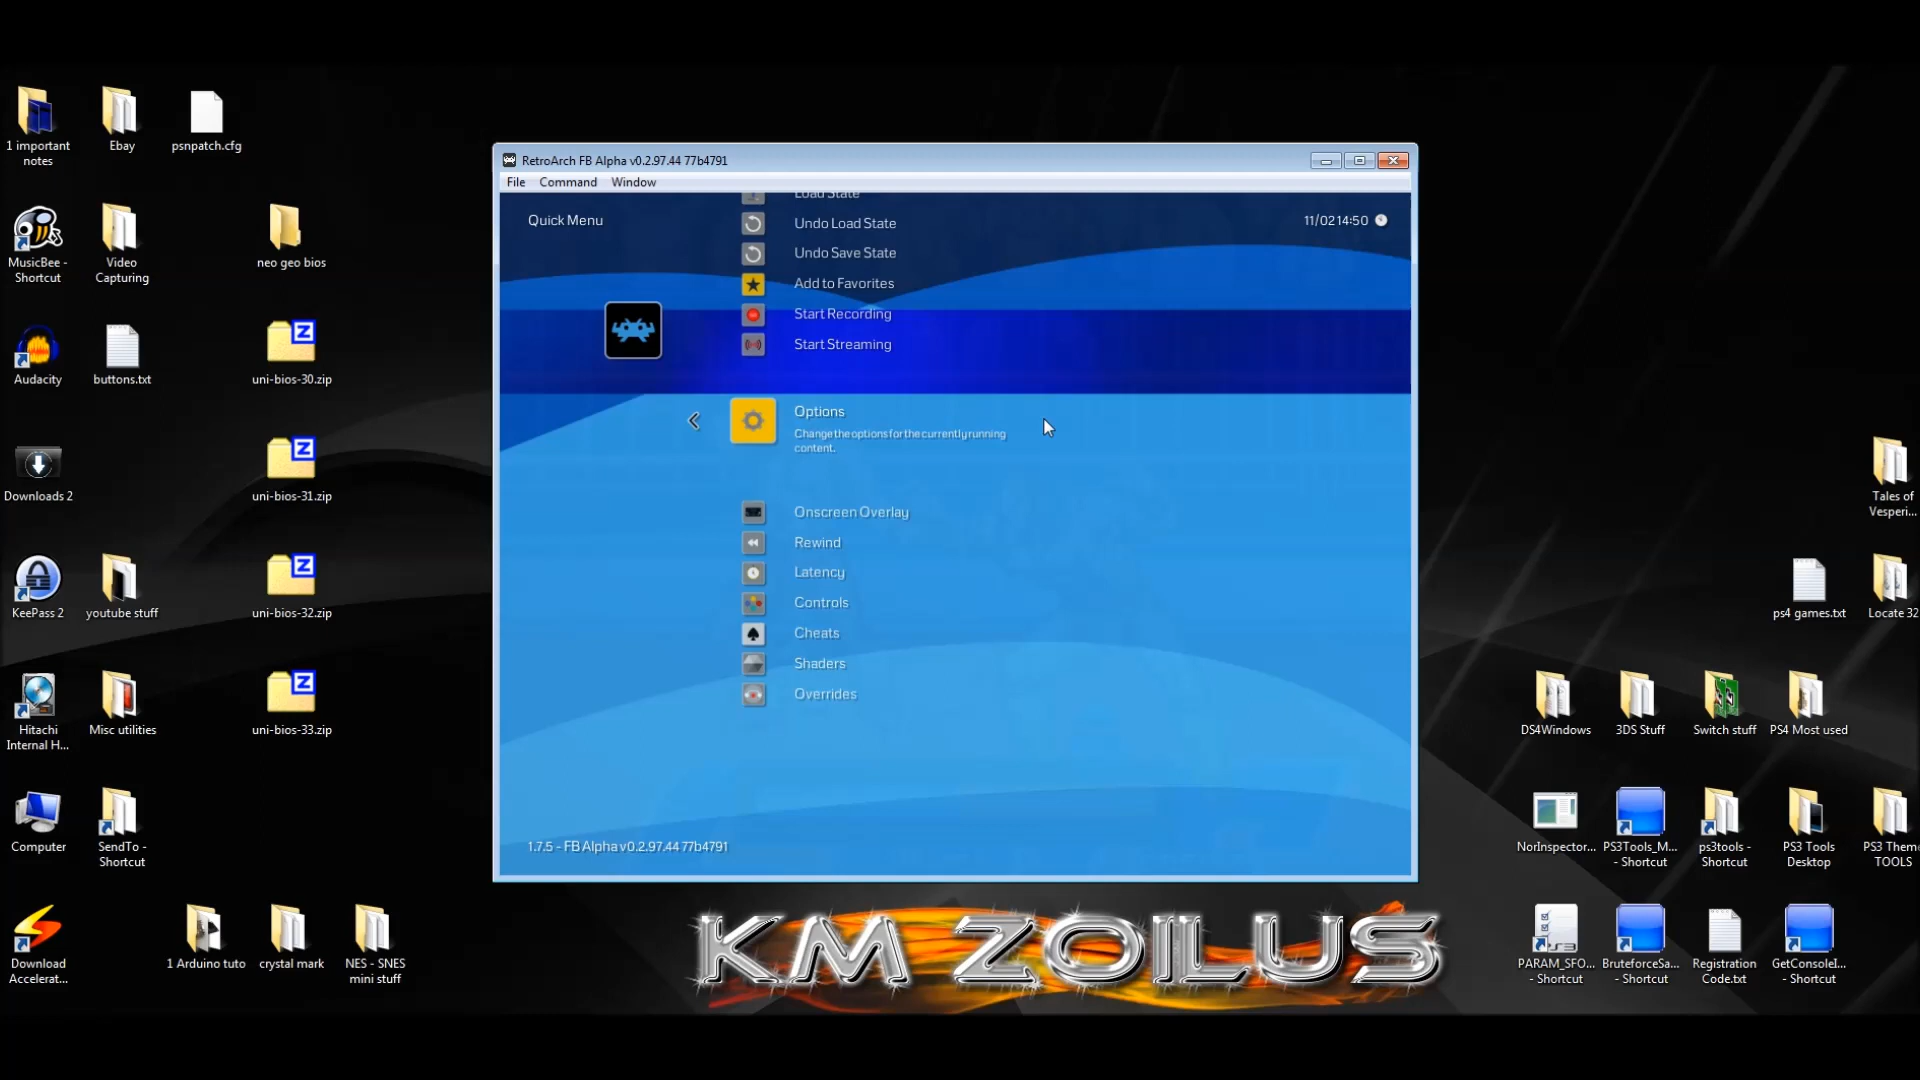 1 important
notes
Ebay
psnpatch.cfg
MusicBee -
Shortcut
Video
Capturing
neo geo bios
Audacity
buttons.txt
uni-bios-30.zip
Downloads 2
uni-bios-31.zip
KeePass 2
youtube stuff
uni-bios-32.zip
Hitachi
Internal H...
Misc utilities
uni-bios-33.zip
Computer
SendTo -
Shortcut
Download
Accelerat...
1 Arduino tuto
crystal mark
NES - SNES
mini stuff
RetroArch FB Alpha v0.2.97.44 77b4791
File Command Window
Quick Menu
11/02 14:50
Load State
Undo Load State
Undo Save State
Add to Favorites
Start Recording
Start Streaming
Options
Change the options for the currently running
content.
Onscreen Overlay
Rewind
Latency
Controls
Cheats
Shaders
Overrides
1.7.5 - FB Alpha v0.2.97.44 77b4791
KM ZOILUS
Tales of
Vesperi...
ps4 games.txt
Locate 32
DS4Windows
3DS Stuff
Switch stuff
PS4 Most used
NorInspector...
PS3Tools_M...
- Shortcut
ps3tools -
Shortcut
PS3 Tools
Desktop
PS3 Them
TOOLS
PARAM_SFO...
- Shortcut
BruteforceSa...
- Shortcut
Registration
Code.txt
GetConsoleI...
- Shortcut